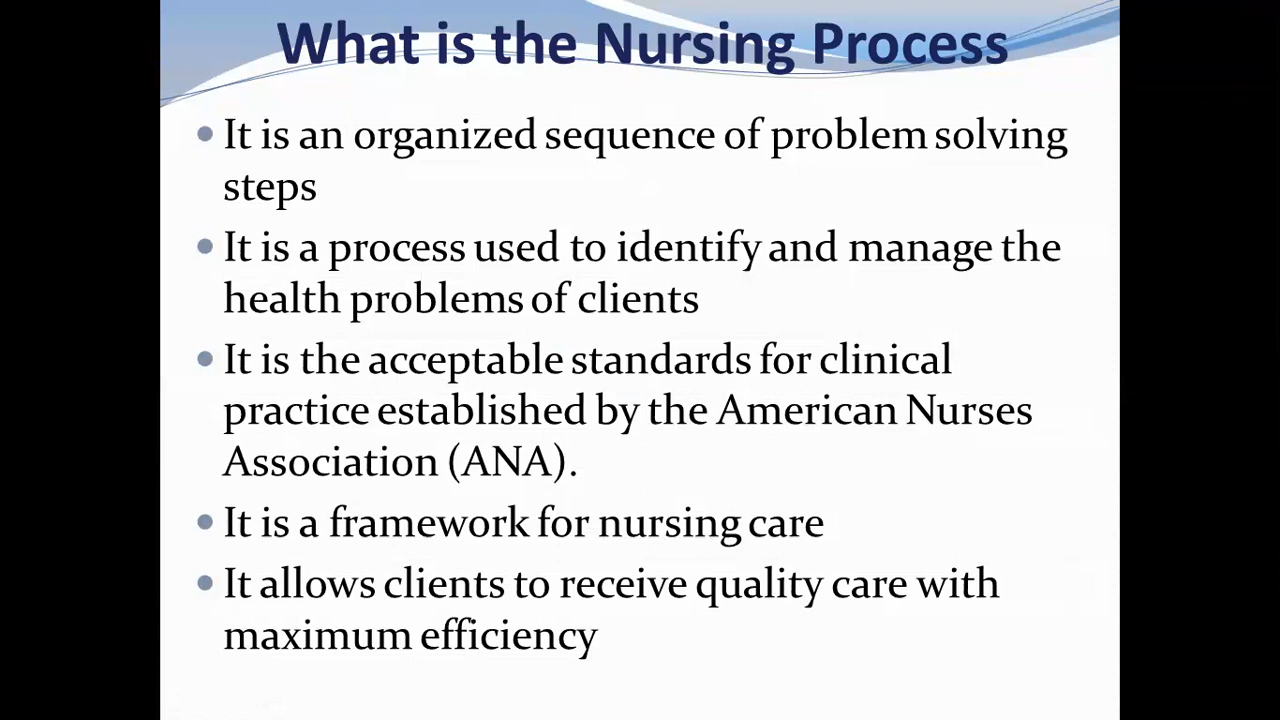 What is the Nursing Process
• It is an organized sequence of problem solving
steps
• It is a process used to identify and manage the
health problems of clients
• It is the acceptable standards for clinical
practice established by the American Nurses
Association (ANA).
• It is a framework for nursing care
• It allows clients to receive quality care with
maximum efficiency